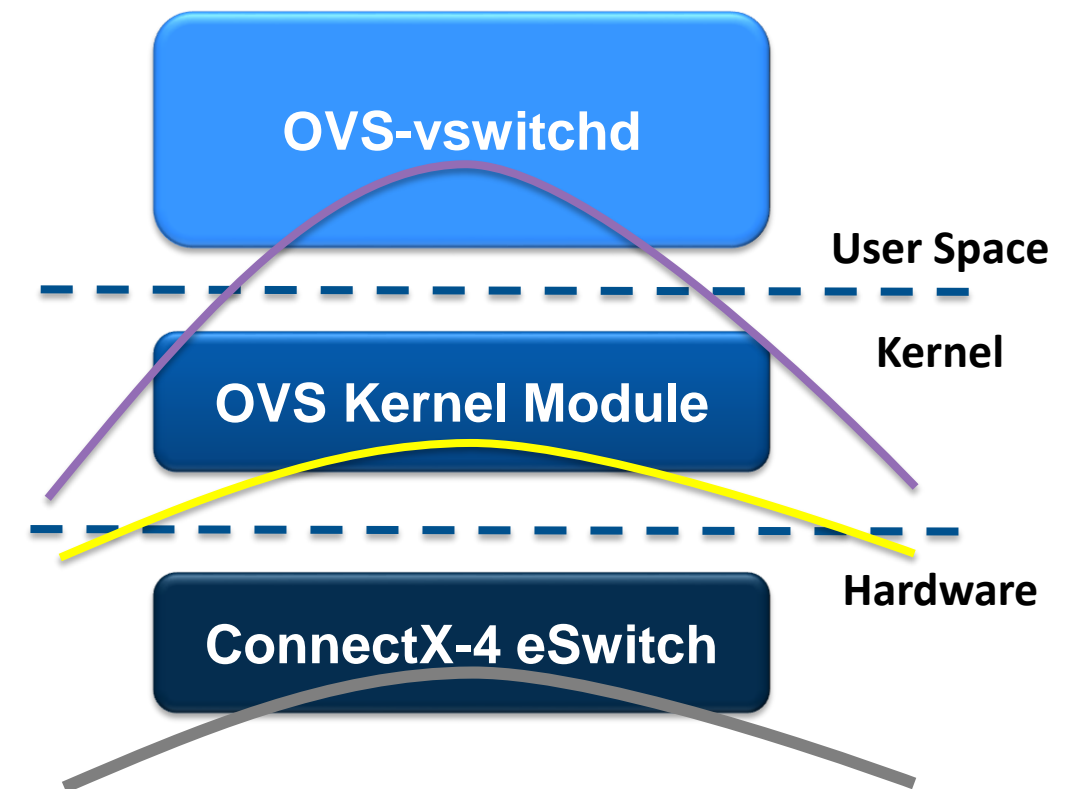 OVS-vswitchd
User Space
Kernel
OVS Kernel Module
Hardware
ConnectX-4 eSwitch